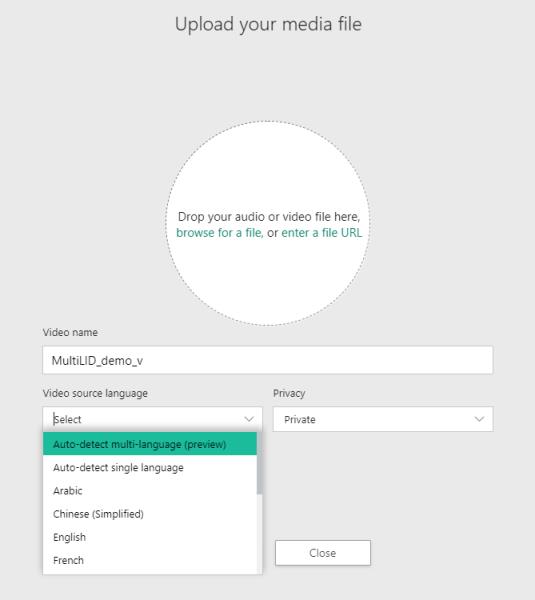 Upload your media file
Drop your audio or video file here,
browse for a file, or enter a file URL
Video name
MultiLID_demo_v
Video source language
Privacy
Select
Private
Auto-detect multi-language (preview)
Auto-detect single language
Arabic
Chinese (Simplified)
English
French
Close